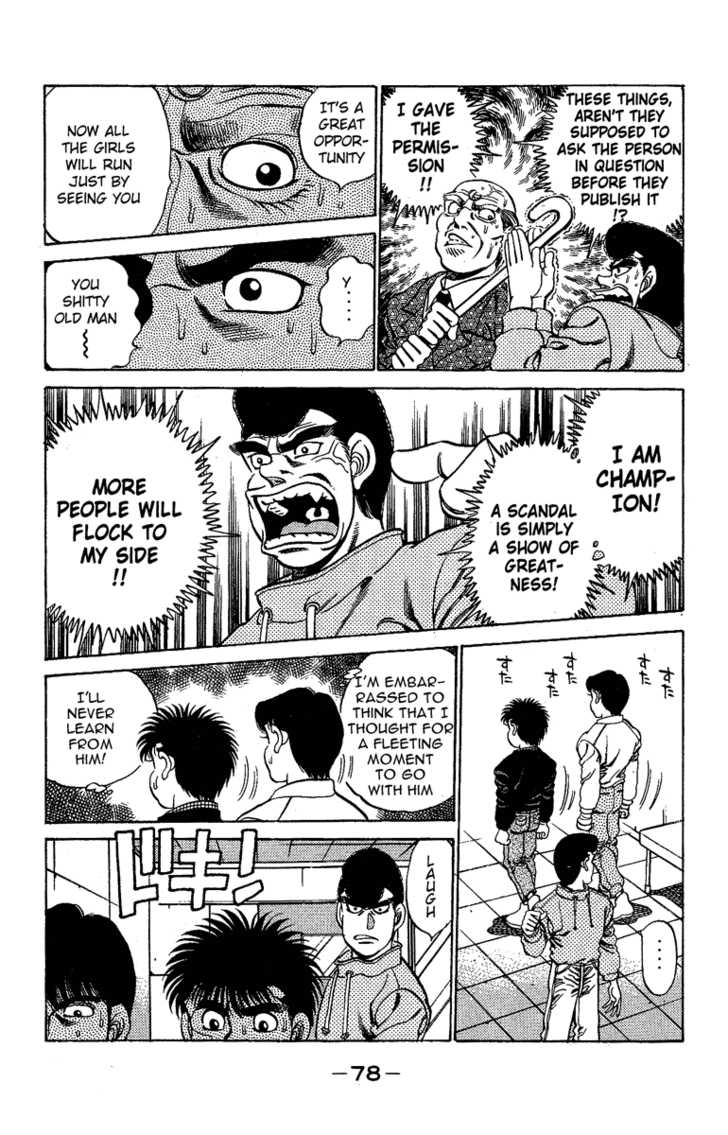 THESE THINGS,
AREN'T THEY
SUPPOSED TO
ASK THE PERSON
IN QUESTION
BEFORE THEY
PUBLISH IT
!?
I GAVE
THE
PERMIS-
SION
!!
IT'S A
GREAT
OPPOR-
TUNITY
NOW ALL
THE GIRLS
WILL RUN
JUST BY
SEEING YOU
Y....
YOU
SHITTY
OLD MAN
I AM
CHAMP-
ION!
A SCANDAL
IS SIMPLY
A SHOW OF
GREAT-
NESS!
MORE
PEOPLE WILL
FLOCK TO
MY SIDE
!!
すた
すた
すた
すた
...
I'M EMBAR-
RASSED TO
THINK THAT I
THOUGHT FOR
A FLEETING
MOMENT
TO GO
WITH HIM
I'LL
NEVER
LEARN
FROM
HIM!
LAUGH
ドキン
-78-